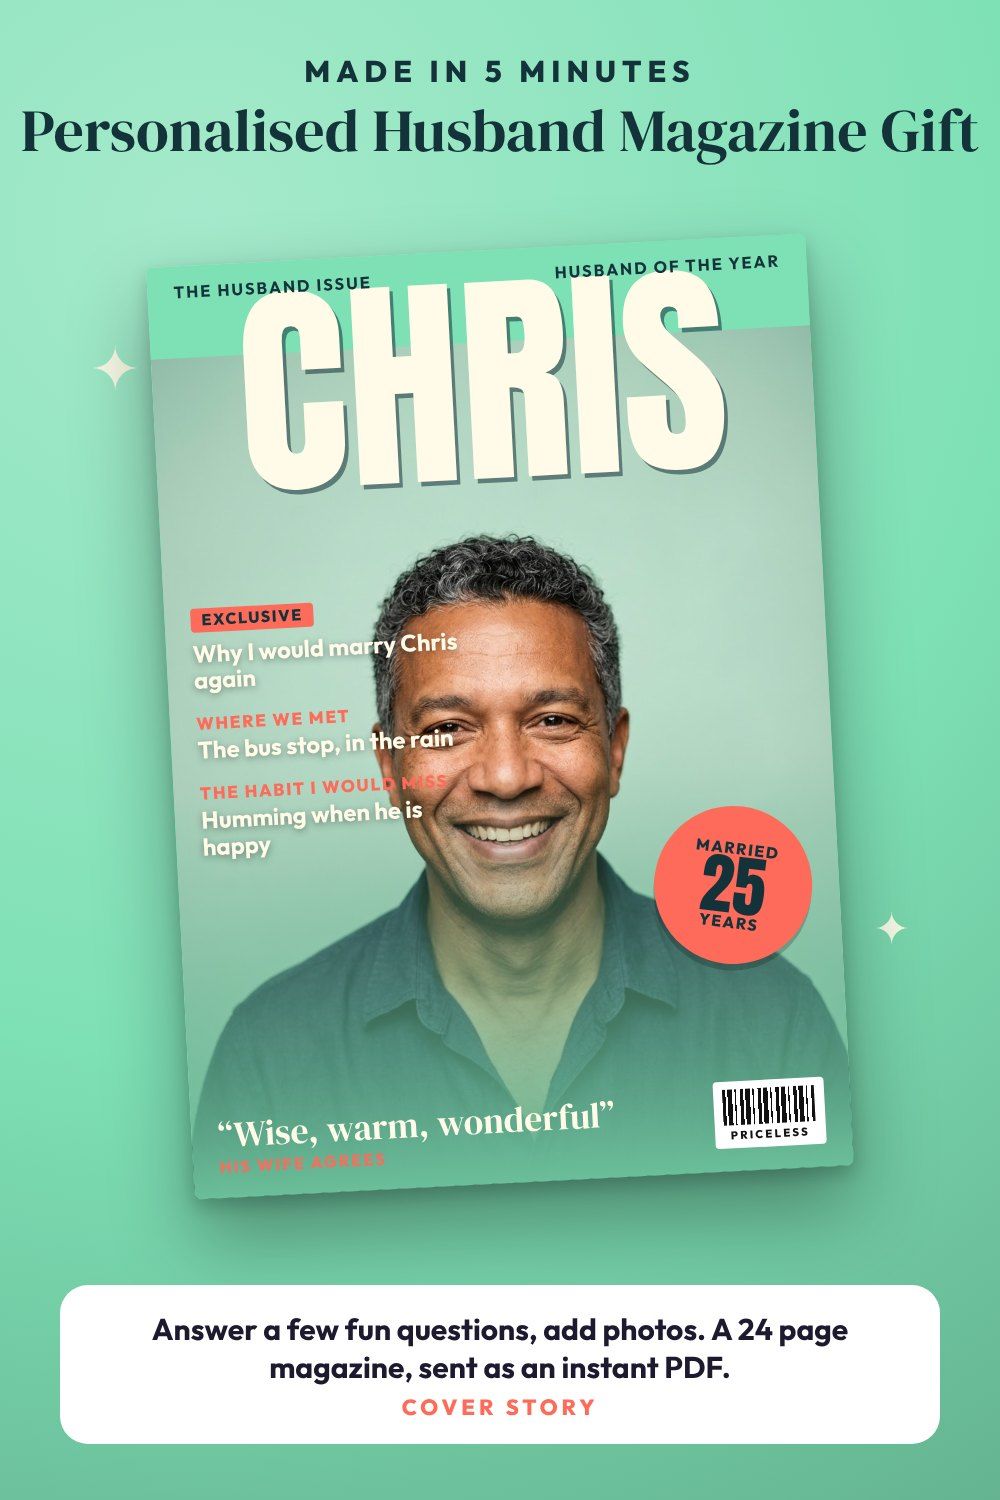 MADE IN 5 MINUTES
Personalised Husband Magazine Gift
THE HUSBAND ISSUE
HUSBAND OF THE YEAR
CHRIS
EXCLUSIVE
Why I would marry Chris
again
WHERE WE MET
The bus stop, in the rain
THE HABIT I WOULD MISS
Humming when he is
happy
MARRIED
25
YEARS
“Wise, warm, wonderful”
HIS WIFE AGREES
PRICELESS
Answer a few fun questions, add photos. A 24 page
magazine, sent as an instant PDF.
COVER STORY